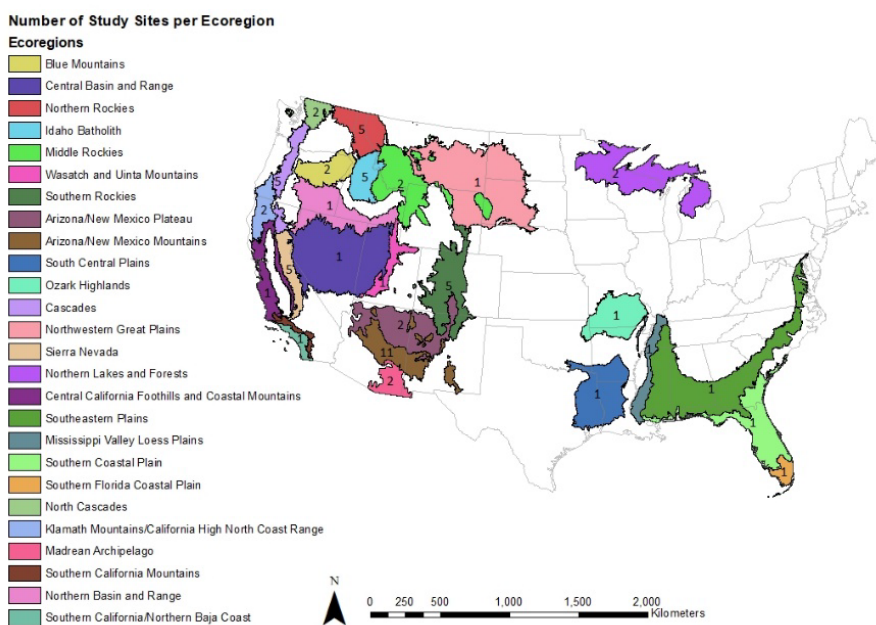 Number of Study Sites per Ecoregion
Ecoregions
Blue Mountains
Central Basin and Range
Northern Rockies
Idaho Batholith
Middle Rockies
Wasatch and Uinta Mountains
Southern Rockies
Arizona/New Mexico Plateau
Arizona/New Mexico Mountains
South Central Plains
Ozark Highlands
Cascades
Northwestern Great Plains
Sierra Nevada
Northern Lakes and Forests
Central California Foothills and Coastal Mountains
Southeastern Plains
Mississippi Valley Loess Plains
Southern Coastal Plain
Southern Florida Coastal Plain
North Cascades
Klamath Mountains/California High North Coast Range
Madrean Archipelago
Southern California Mountains
Northern Basin and Range
Southern California/Northern Baja Coast
2
5
2
5
2
1
2
5
2
1
1
5
5
1
2
11
2
1
1
1
1
N
0 250 500 1,000 1,500 2,000
Kilometers